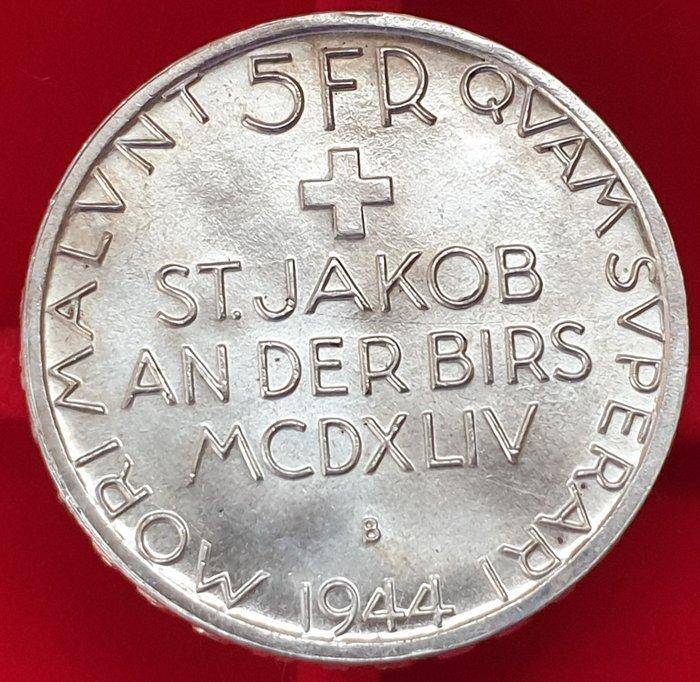 5FR
MORI MALVNT QVAM SVPERARI
ST. JAKOB
AN DER BIRS
MCDXLIV
B
1944